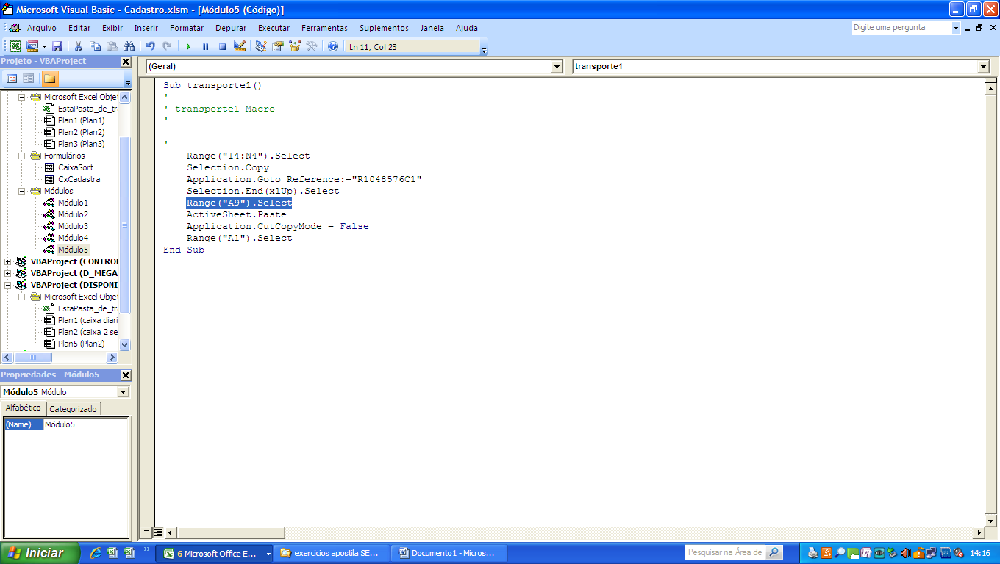 Microsoft Visual Basic - Cadastro.xlsm - [Módulo5 (Código)]
Arquivo Editar Exibir Inserir Formatar Depurar Executar Ferramentas Suplementos Janela Ajuda
Digite uma pergunta
Ln 11, Col 23
Projeto - VBAProject
Microsoft Excel Objet
EstaPasta_de_tra
Plan1 (Plan1)
Plan2 (Plan2)
Plan3 (Plan3)
Formulários
CaixaSort
CxCadastra
Módulos
Módulo1
Módulo2
Módulo3
Módulo4
Módulo5
VBAProject (CONTROL
VBAProject (D_MEGA
VBAProject (DISPONI
Microsoft Excel Objet
EstaPasta_de_tra
Plan1 (caixa diari
Plan2 (caixa 2 se
Plan5 (Plan2)
Propriedades - Módulo5
Módulo5 Módulo
Alfabético Categorizado
(Name) Módulo5
(Geral) transporte1
Sub transporte1()
'
' transporte1 Macro
'
'
Range("I4:N4").Select
Selection.Copy
Application.Goto Reference:="R1048576C1"
Selection.End(xlUp).Select
Range("A9").Select
ActiveSheet.Paste
Application.CutCopyMode = False
Range("A1").Select
End Sub
Iniciar
6 Microsoft Office E...
exercicios apostila SE...
Documento1 - Micros...
Pesquisar na Área de
14:16